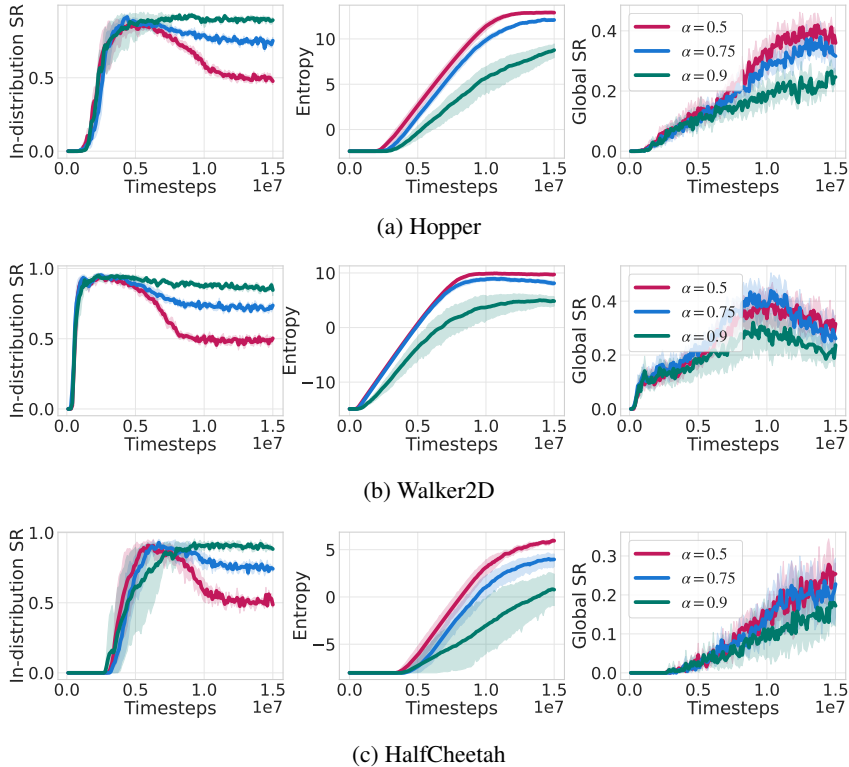 In-distribution SR
0.5
0.0
0.0 0.5 1.0 1.5
Timesteps 1e7
Entropy
10
5
0
0.0 0.5 1.0 1.5
Timesteps 1e7
Global SR
0.4
0.2
0.0
α=0.5
α=0.75
α=0.9
0.0 0.5 1.0 1.5
Timesteps 1e7
(a) Hopper
In-distribution SR
1.0
0.5
0.0
0.0 0.5 1.0 1.5
Timesteps 1e7
Entropy
10
0
−10
0.0 0.5 1.0 1.5
Timesteps 1e7
Global SR
0.4
0.2
0.0
α=0.5
α=0.75
α=0.9
0.0 0.5 1.0 1.5
Timesteps 1e7
(b) Walker2D
In-distribution SR
1.0
0.5
0.0
0.0 0.5 1.0 1.5
Timesteps 1e7
Entropy
5
0
−5
0.0 0.5 1.0 1.5
Timesteps 1e7
Global SR
0.3
0.2
0.1
0.0
α=0.5
α=0.75
α=0.9
0.0 0.5 1.0 1.5
Timesteps 1e7
(c) HalfCheetah